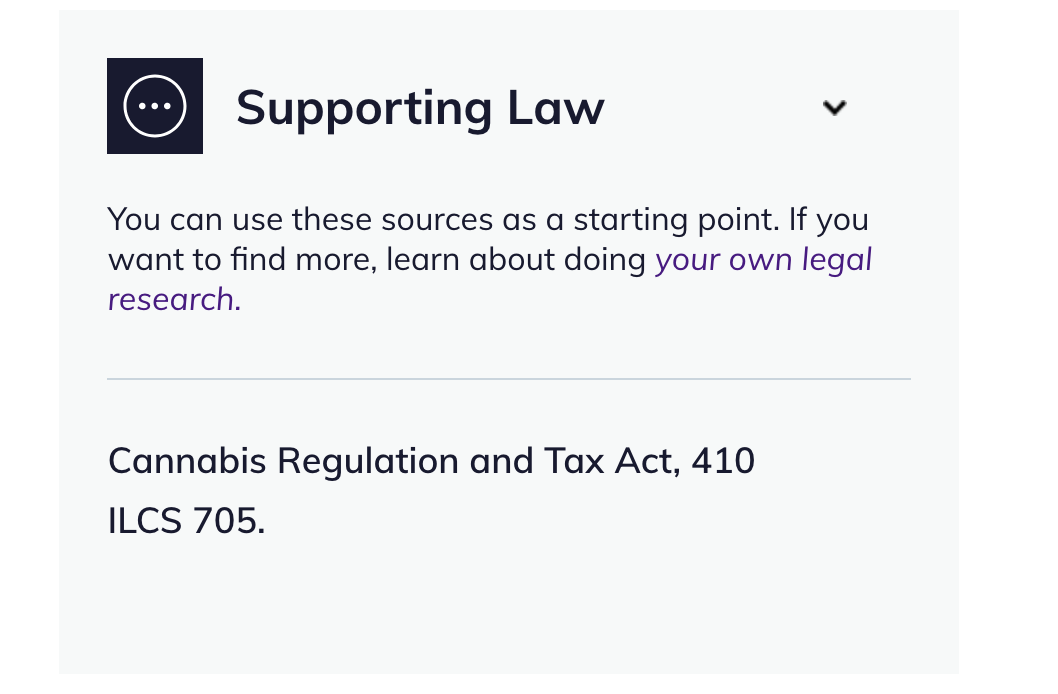 Supporting Law
You can use these sources as a starting point. If you
want to find more, learn about doing your own legal
research.
Cannabis Regulation and Tax Act, 410
ILCS 705.